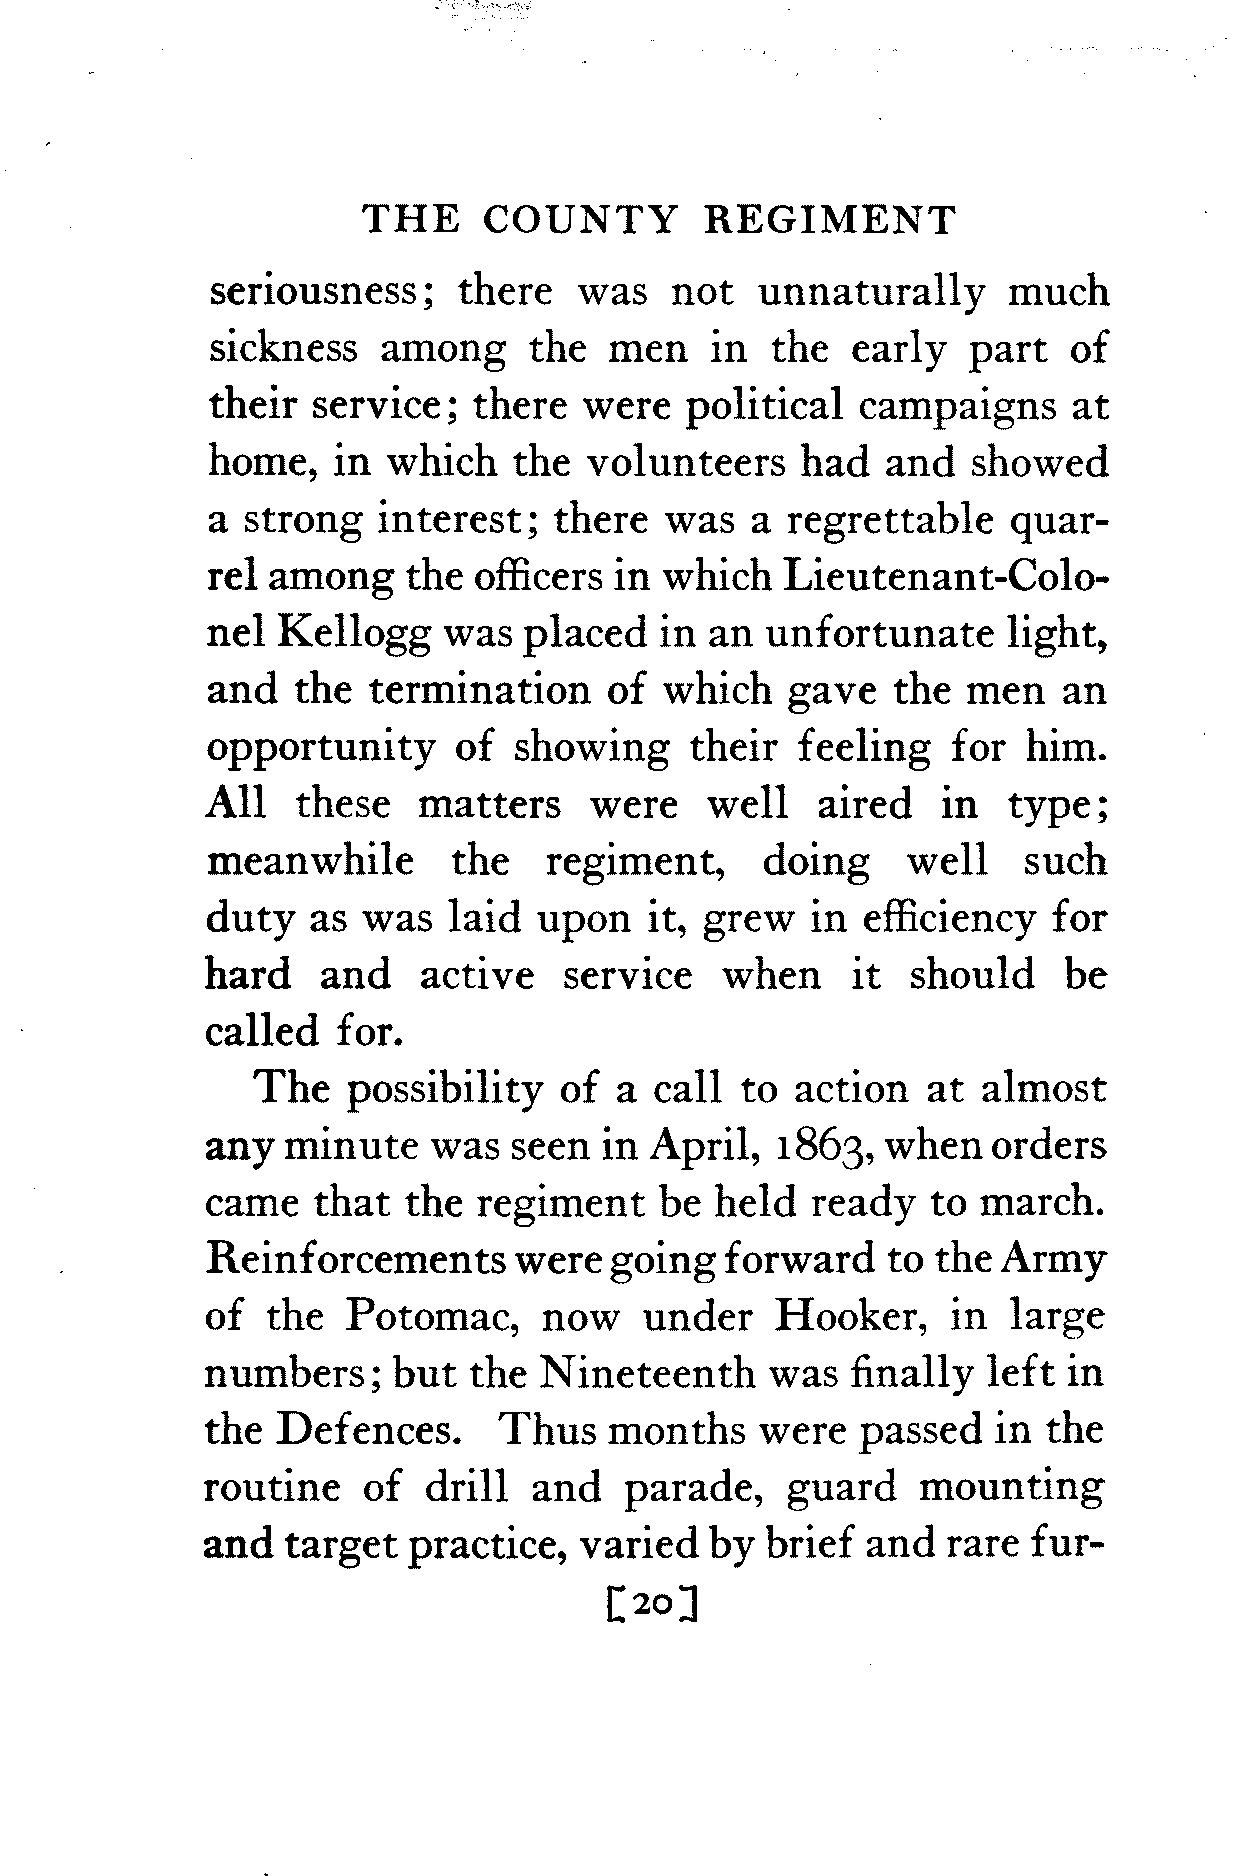 THE COUNTY REGIMENT
seriousness; there was not unnaturally much
sickness among the men in the early part of
their service; there were political campaigns at
home, in which the volunteers had and showed
a strong interest; there was a regrettable quar-
rel among the officers in which Lieutenant-Colo-
nel Kellogg was placed in an unfortunate light,
and the termination of which gave the men an
opportunity of showing their feeling for him.
All these matters were well aired in type;
meanwhile the regiment, doing well such
duty as was laid upon it, grew in efficiency for
hard and active service when it should be
called for.
The possibility of a call to action at almost
any minute was seen in April, 1863, when orders
came that the regiment be held ready to march.
Reinforcements were going forward to the Army
of the Potomac, now under Hooker, in large
numbers; but the Nineteenth was finally left in
the Defences. Thus months were passed in the
routine of drill and parade, guard mounting
and target practice, varied by brief and rare fur-
[20]